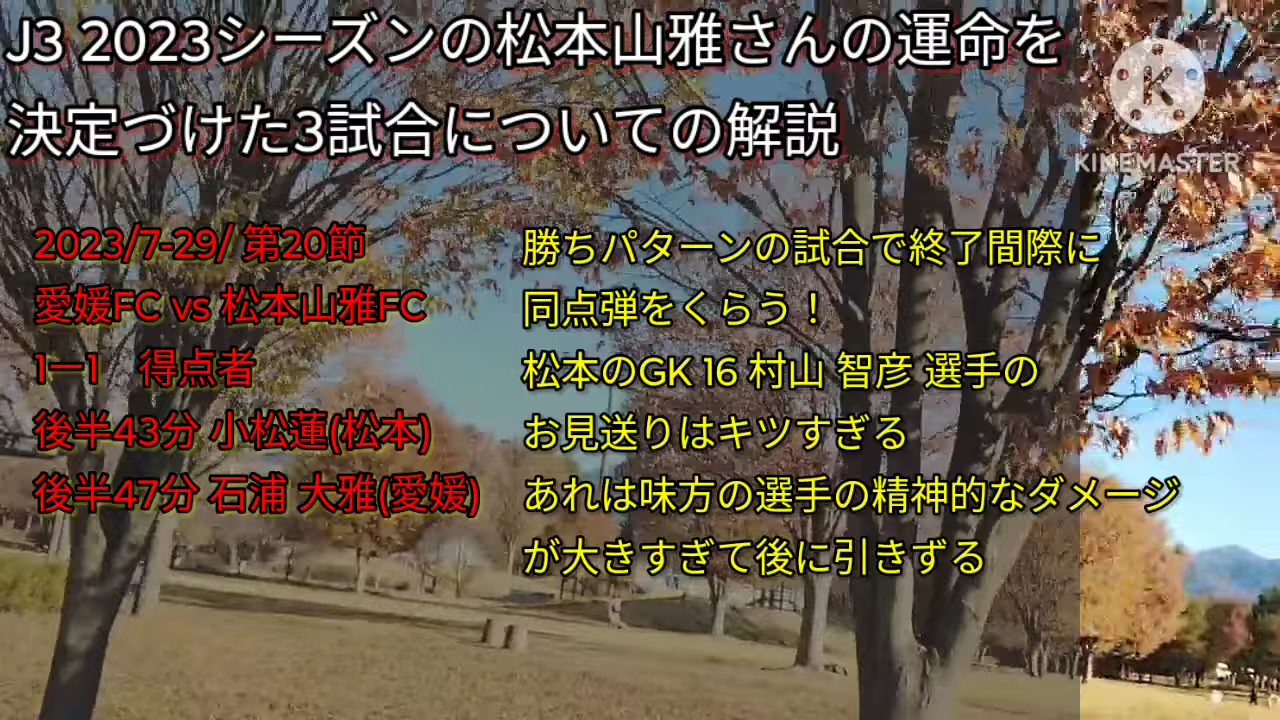 J3 2023シーズンの松本山雅さんの運命を
決定づけた3試合についての解説
K
KINEMASTER
2023/7-29/ 第20節
愛媛FC vs 松本山雅FC
1ー1 得点者
後半43分 小松蓮(松本)
後半47分 石浦 大雅(愛媛)
勝ちパターンの試合で終了間際に
同点弾をくらう！
松本のGK 16 村山 智彦 選手の
お見送りはキツすぎる
あれは味方の選手の精神的なダメージ
が大きすぎて後に引きずる